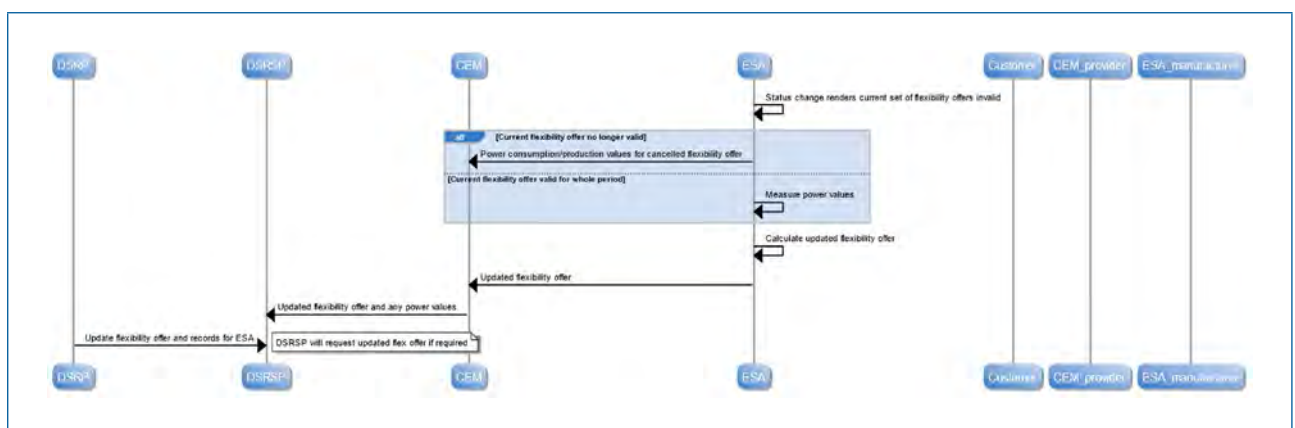 DSRP DSRSP CEM ESA Customer CEM_provider ESA_manufacturer
Status change renders current set of flexibility offers invalid
alt [Current flexibility offer no longer valid]
Power consumption/production values for cancelled flexibility offer
[Current flexibility offer valid for whole period]
Measure power values
Calculate updated flexibility offer
Updated flexibility offer
Updated flexibility offer and any power values
Update flexibility offer and records for ESA
DSRSP will request updated flex offer if required
DSRP DSRSP CEM ESA Customer CEM_provider ESA_manufacturer